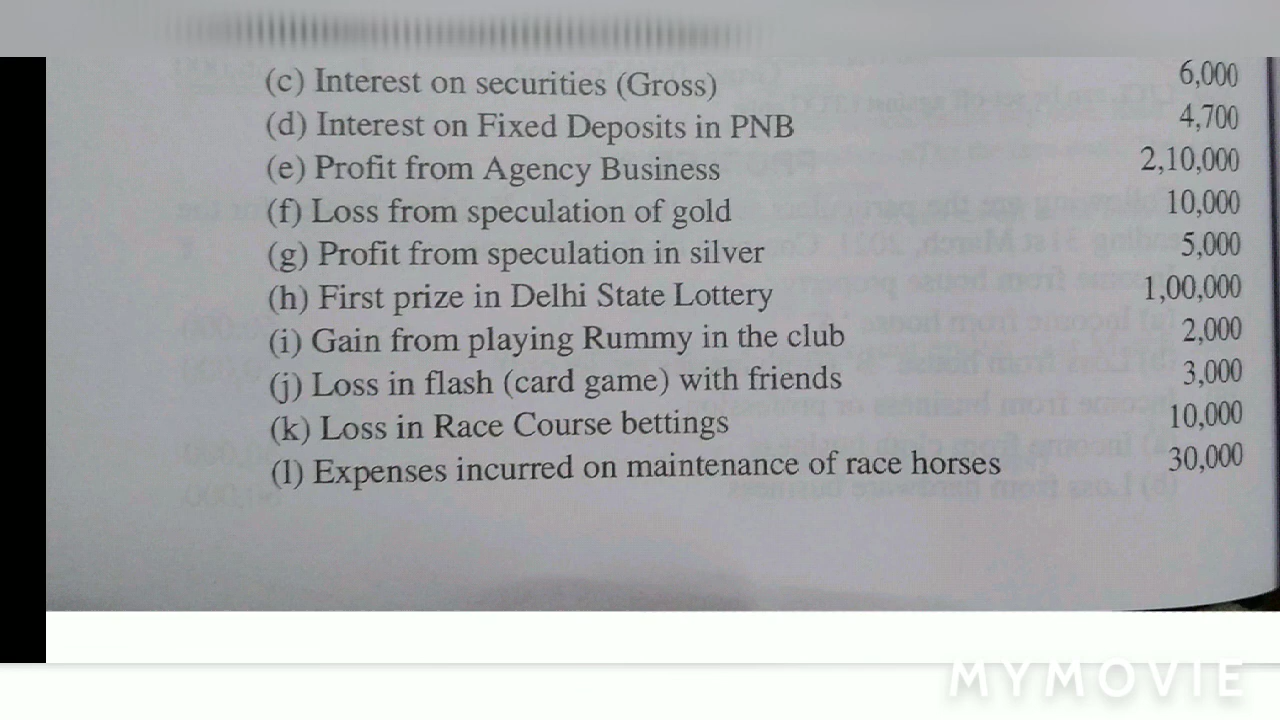 (c) Interest on securities (Gross) 6,000
(d) Interest on Fixed Deposits in PNB 4,700
(e) Profit from Agency Business 2,10,000
(f) Loss from speculation of gold 10,000
(g) Profit from speculation in silver 5,000
(h) First prize in Delhi State Lottery 1,00,000
(i) Gain from playing Rummy in the club 2,000
(j) Loss in flash (card game) with friends 3,000
(k) Loss in Race Course bettings 10,000
(l) Expenses incurred on maintenance of race horses 30,000
MYMOVIE